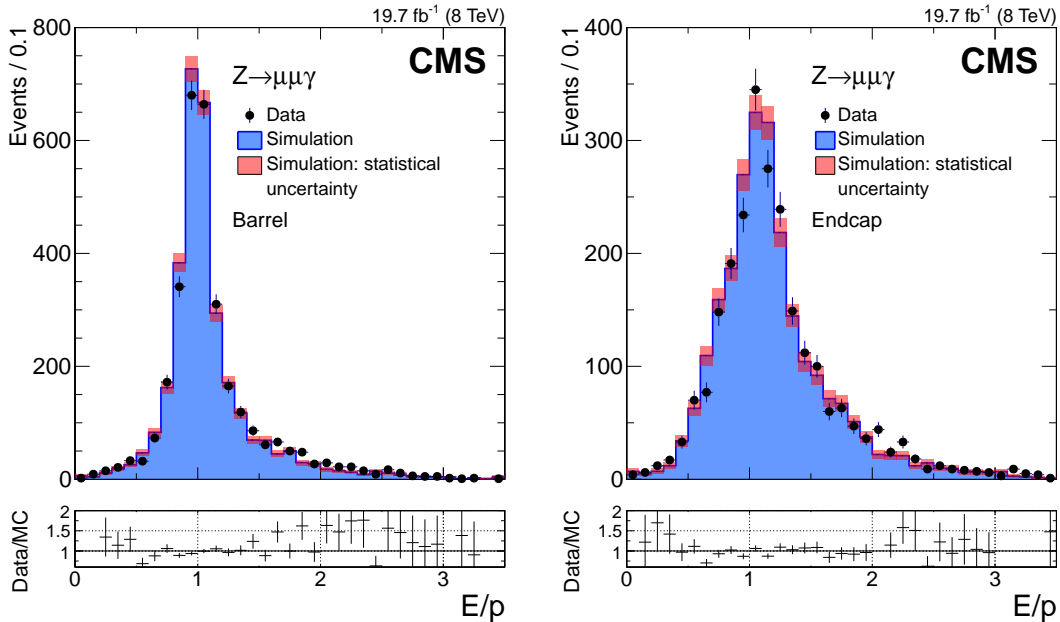 19.7 fb⁻¹ (8 TeV)
CMS
Z→μμγ
Data
Simulation
Simulation: statistical
uncertainty
Barrel
Events / 0.1
800
600
400
200
0
Data/MC
2
1.5
1
0 1 2 3
E/p
19.7 fb⁻¹ (8 TeV)
CMS
Z→μμγ
Data
Simulation
Simulation: statistical
uncertainty
Endcap
Events / 0.1
400
300
200
100
0
Data/MC
2
1.5
1
0 1 2 3
E/p